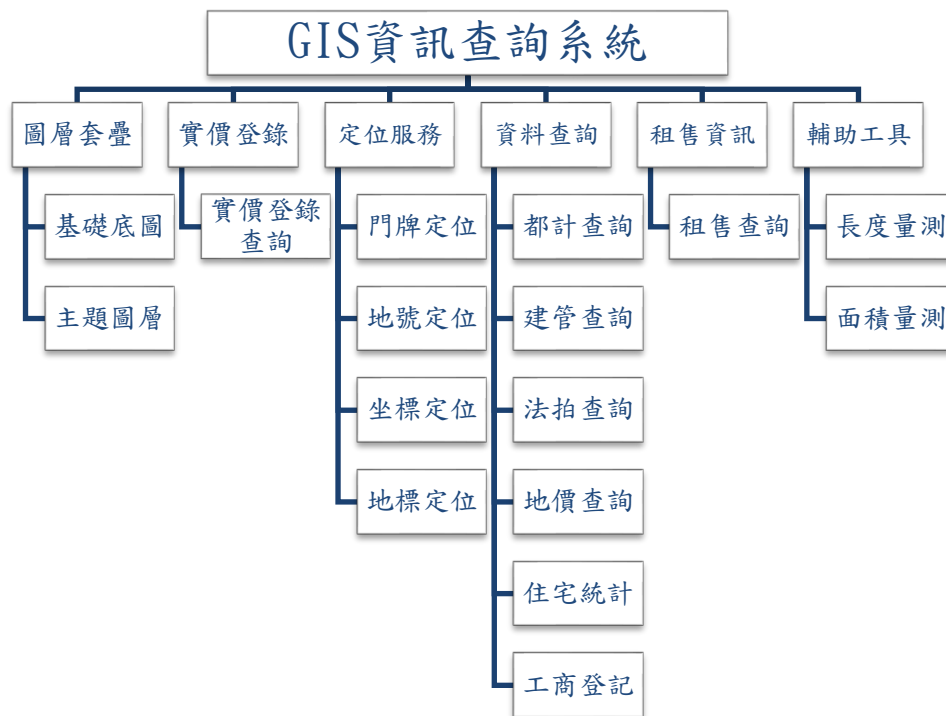 GIS資訊查詢系統
圖層套疊
基礎底圖
主題圖層
實價登錄
實價登錄
查詢
定位服務
門牌定位
地號定位
坐標定位
地標定位
資料查詢
都計查詢
建管查詢
法拍查詢
地價查詢
住宅統計
工商登記
租售資訊
租售查詢
輔助工具
長度量測
面積量測